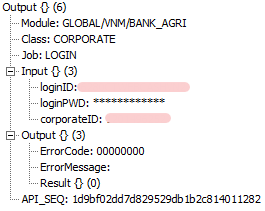 Output {} (6)
Module: GLOBAL/VNM/BANK_AGRI
Class: CORPORATE
Job: LOGIN
Input {} (3)
loginID:
loginPWD: ************
corporateID:
Output {} (3)
ErrorCode: 00000000
ErrorMessage:
Result {} (0)
API_SEQ: 1d9bf02dd7d829529db1b2c814011282